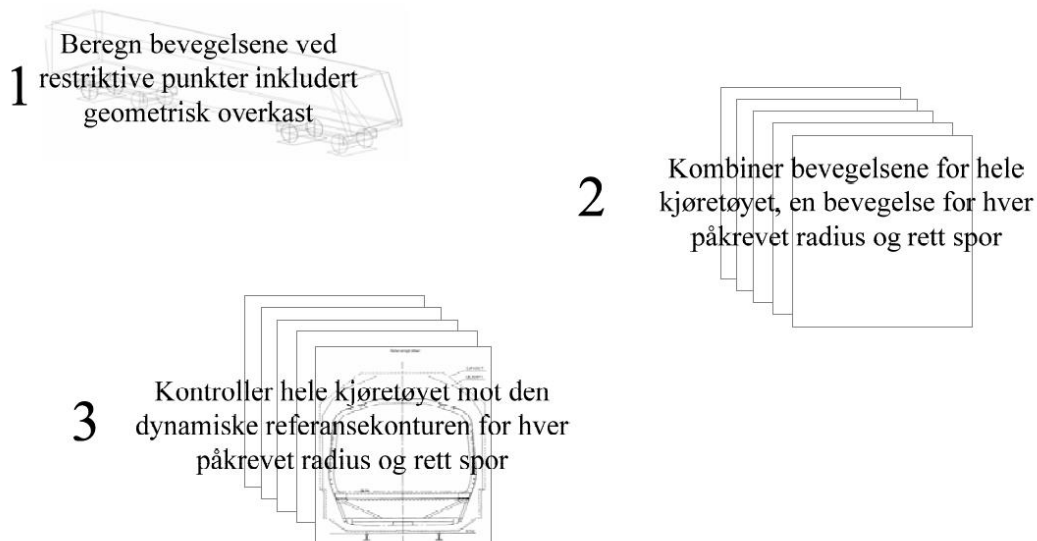 1
Beregn bevegelsene ved
restriktive punkter inkludert
geometrisk overkast
2
Kombiner bevegelsene for hele
kjøretøyet, en bevegelse for hver
påkrevet radius og rett spor
3
Kontroller hele kjøretøyet mot den
dynamiske referansekonturen for hver
påkrevet radius og rett spor